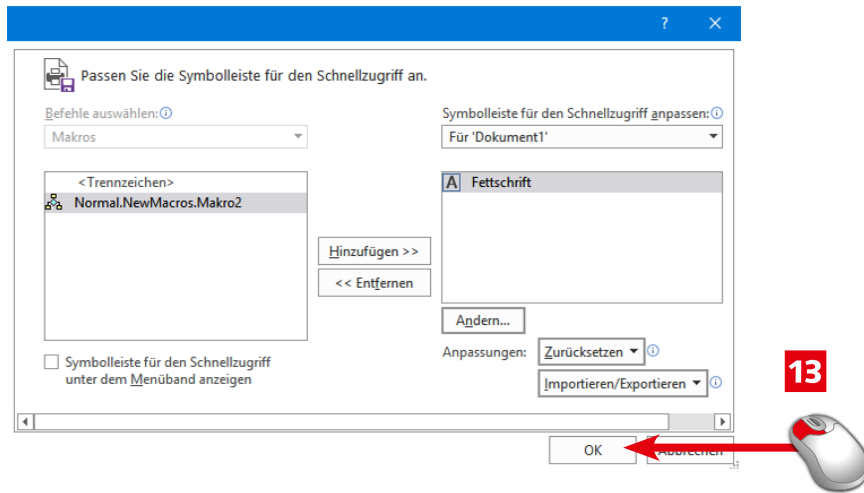 ?
Passen Sie die Symbolleiste für den Schnellzugriff an.
Befehle auswählen:
Makros
<Trennzeichen>
Normal.NewMacros.Makro2
Symbolleiste für den Schnellzugriff
unter dem Menüband anzeigen
Hinzufügen >>
<< Entfernen
Symbolleiste für den Schnellzugriff anpassen:
Für 'Dokument1'
A Fettschrift
Andern...
Anpassungen: Zurücksetzen
Importieren/Exportieren
13
OK
Abbrechen